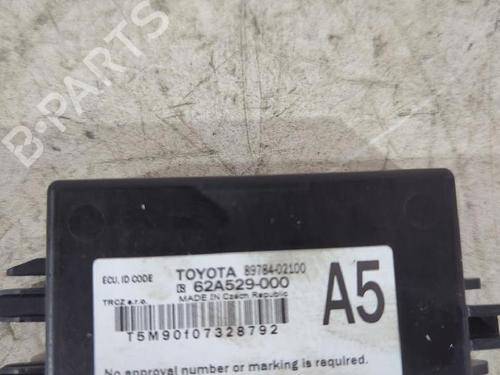 B-PARTS
ECU, ID CODE TOYOTA 89784-02100
62A529-000
A5
TRCZ s.r.o. MADE IN Czech Republic
T5M90f07328792
No approval number or marking is required.